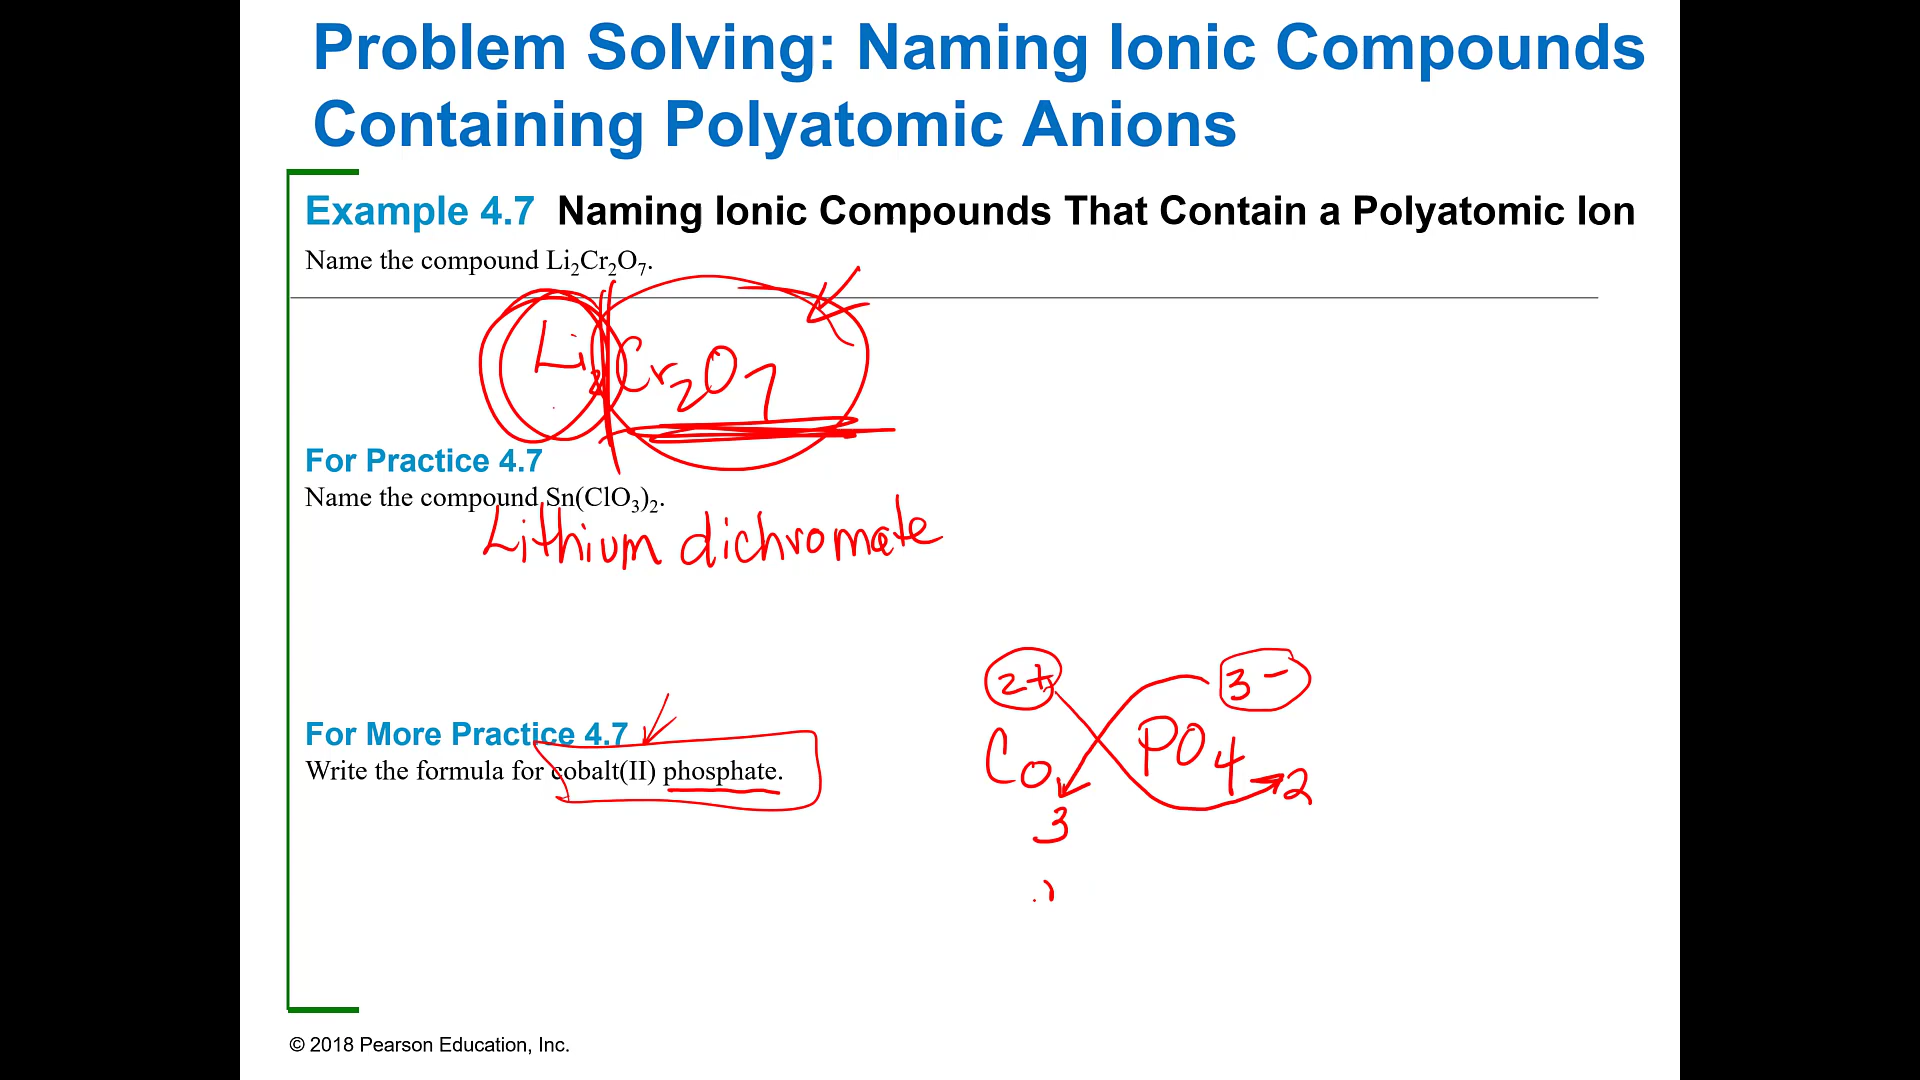 Problem Solving: Naming Ionic Compounds
Containing Polyatomic Anions
Example 4.7 Naming Ionic Compounds That Contain a Polyatomic Ion
Name the compound Li₂Cr₂O₇.
Li₂Cr₂O₇
For Practice 4.7
Name the compound Sn(ClO₃)₂.
Lithium dichromate
For More Practice 4.7
Write the formula for cobalt(II) phosphate.
2+ 3−
Co PO₄ 2
3
© 2018 Pearson Education, Inc.